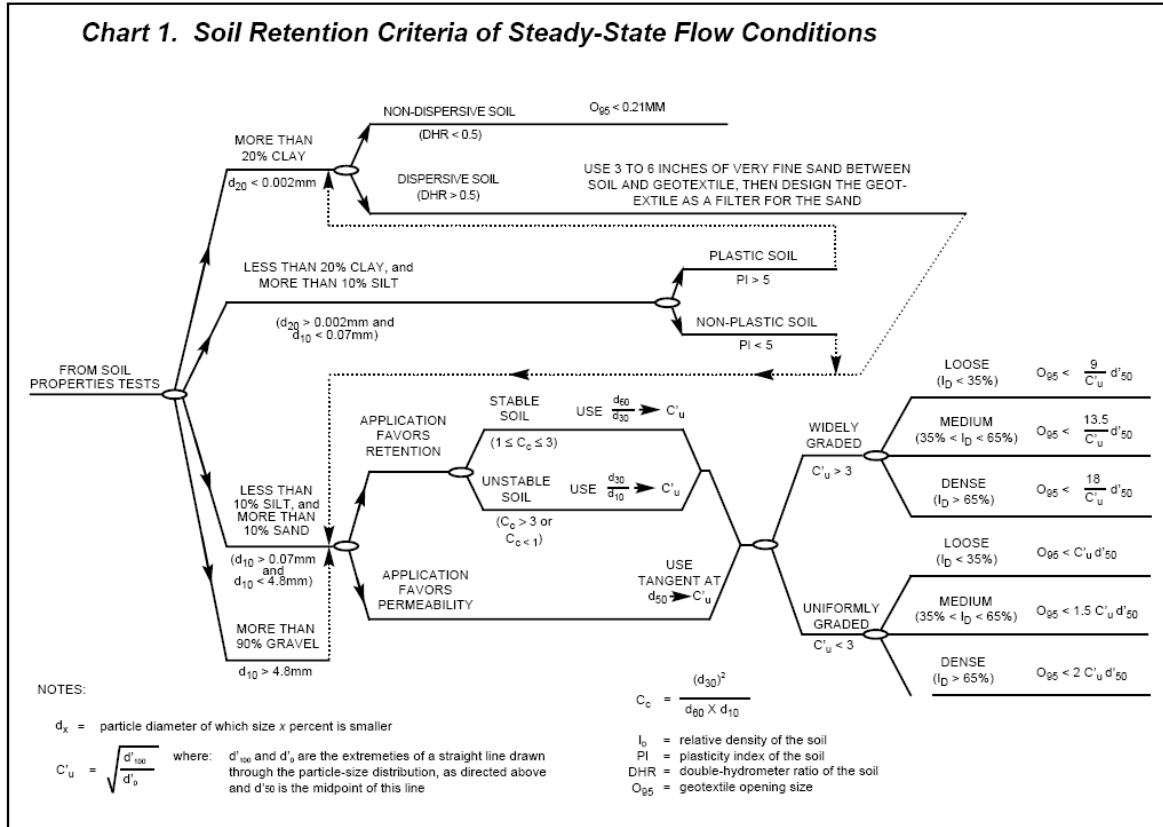 Chart 1. Soil Retention Criteria of Steady-State Flow Conditions
NON-DISPERSIVE SOIL
(DHR < 0.5)
O95 < 0.21MM
MORE THAN
20% CLAY
d20 < 0.002mm
DISPERSIVE SOIL
(DHR > 0.5)
USE 3 TO 6 INCHES OF VERY FINE SAND BETWEEN
SOIL AND GEOTEXTILE, THEN DESIGN THE GEOT-
EXTILE AS A FILTER FOR THE SAND
LESS THAN 20% CLAY, and
MORE THAN 10% SILT
(d20 > 0.002mm and
d10 < 0.07mm)
PLASTIC SOIL
PI > 5
NON-PLASTIC SOIL
PI < 5
FROM SOIL
PROPERTIES TESTS
LESS THAN
10% SILT, and
MORE THAN
10% SAND
(d10 > 0.07mm
and
d10 < 4.8mm)
MORE THAN
90% GRAVEL
d10 > 4.8mm
APPLICATION
FAVORS
RETENTION
STABLE
SOIL
(1 ≤ Cc ≤ 3)
USE d60/d30 C'u
UNSTABLE
SOIL
(Cc > 3 or
Cc < 1)
USE d30/d10 C'u
APPLICATION
FAVORS
PERMEABILITY
USE
TANGENT AT
d50 C'u
WIDELY
GRADED
C'u > 3
LOOSE
(ID < 35%)
O95 < 9/C'u d'50
MEDIUM
(35% < ID < 65%)
O95 < 13.5/C'u d'50
DENSE
(ID > 65%)
O95 < 18/C'u d'50
UNIFORMLY
GRADED
C'u < 3
LOOSE
(ID < 35%)
O95 < C'u d'50
MEDIUM
(35% < ID < 65%)
O95 < 1.5 C'u d'50
DENSE
(ID > 65%)
O95 < 2 C'u d'50
NOTES:
dx = particle diameter of which size x percent is smaller
C'u = √(d'100/d'0) where: d'100 and d'0 are the extremeties of a straight line drawn
through the particle-size distribution, as directed above
and d'50 is the midpoint of this line
Cc = (d30)2 / d60 X d10
ID = relative density of the soil
PI = plasticity index of the soil
DHR = double-hydrometer ratio of the soil
O95 = geotextile opening size